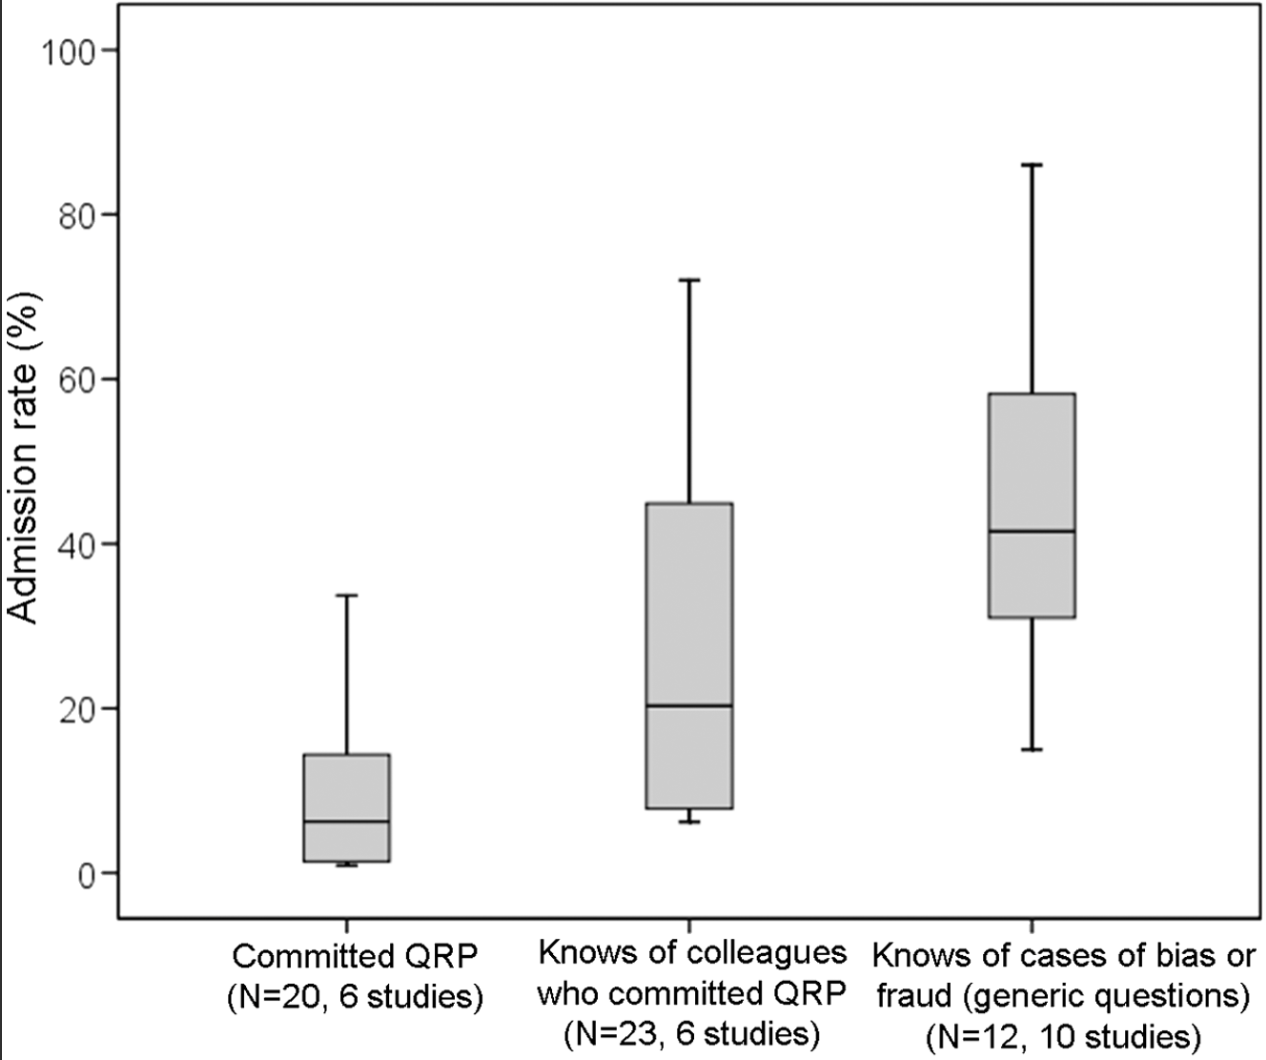 Admission rate (%)
100
80
60
40
20
0
Committed QRP
(N=20, 6 studies)
Knows of colleagues
who committed QRP
(N=23, 6 studies)
Knows of cases of bias or
fraud (generic questions)
(N=12, 10 studies)